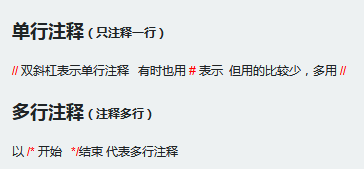 单行注释（只注释一行）
// 双斜杠表示单行注释 有时也用 # 表示 但用的比较少，多用 //
多行注释（注释多行）
以 /* 开始 */结束 代表多行注释